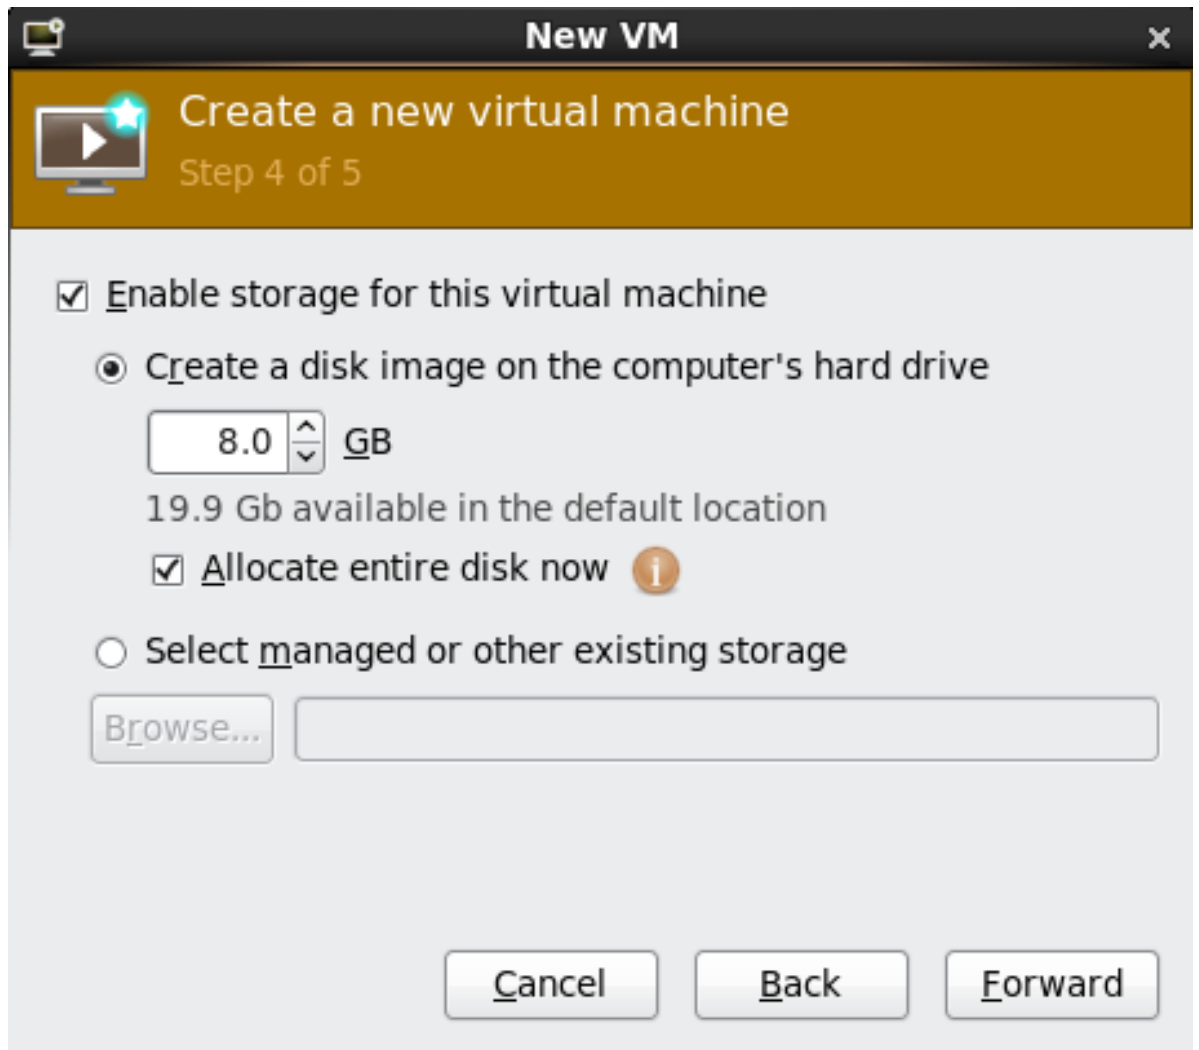 New VM
Create a new virtual machine
Step 4 of 5
Enable storage for this virtual machine
Create a disk image on the computer's hard drive
8.0 GB
19.9 Gb available in the default location
Allocate entire disk now
Select managed or other existing storage
Browse...
Cancel Back Forward